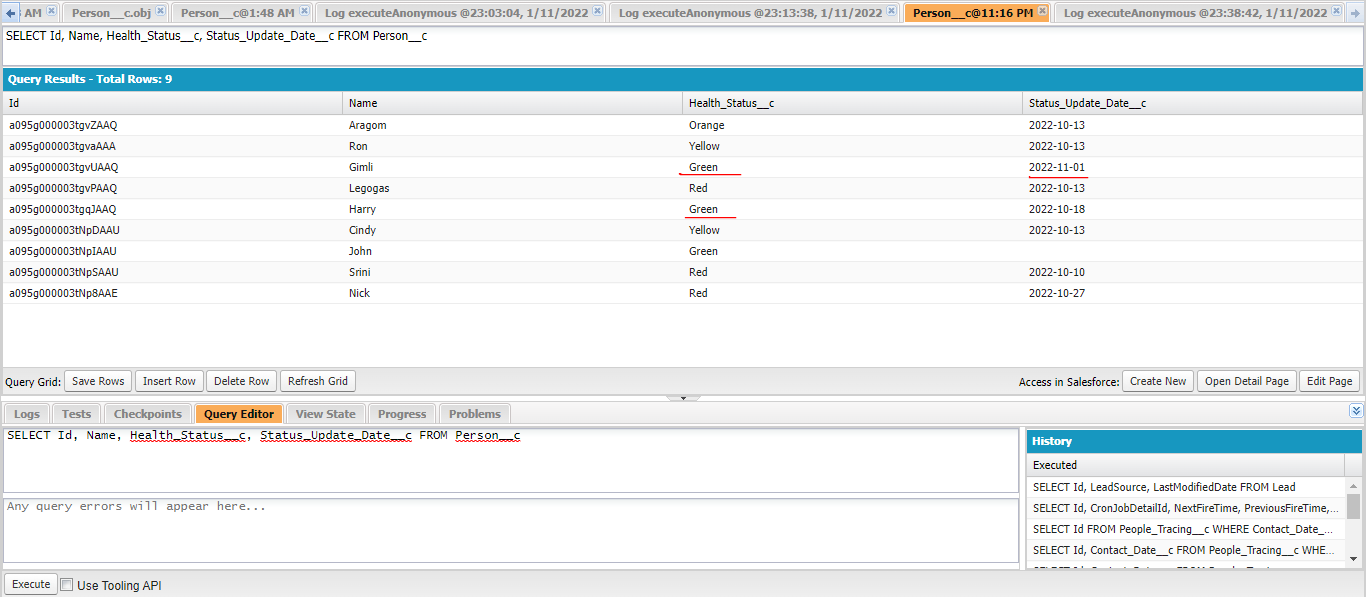 AM Person__c.obj Person__c@1:48 AM Log executeAnonymous @23:03:04, 1/11/2022 Log executeAnonymous @23:13:38, 1/11/2022 Person__c@11:16 PM Log executeAnonymous @23:38:42, 1/11/2022
SELECT Id, Name, Health_Status__c, Status_Update_Date__c FROM Person__c
Query Results - Total Rows: 9
Id Name Health_Status__c Status_Update_Date__c
a095g000003tgvZAAQ Aragom Orange 2022-10-13
a095g000003tgvaAAA Ron Yellow 2022-10-13
a095g000003tgvUAAQ Gimli Green 2022-11-01
a095g000003tgvPAAQ Legogas Red 2022-10-13
a095g000003tgqJAAQ Harry Green 2022-10-18
a095g000003tNpDAAU Cindy Yellow 2022-10-13
a095g000003tNpIAAU John Green
a095g000003tNpSAAU Srini Red 2022-10-10
a095g000003tNp8AAE Nick Red 2022-10-27
Query Grid: Save Rows Insert Row Delete Row Refresh Grid Access in Salesforce: Create New Open Detail Page Edit Page
Logs Tests Checkpoints Query Editor View State Progress Problems
SELECT Id, Name, Health_Status__c, Status_Update_Date__c FROM Person__c
Any query errors will appear here...
History
Executed
SELECT Id, LeadSource, LastModifiedDate FROM Lead
SELECT Id, CronJobDetailId, NextFireTime, PreviousFireTime,...
SELECT Id FROM People_Tracing__c WHERE Contact_Date_...
SELECT Id, Contact_Date__c FROM People_Tracing__c WHE...
Execute Use Tooling API